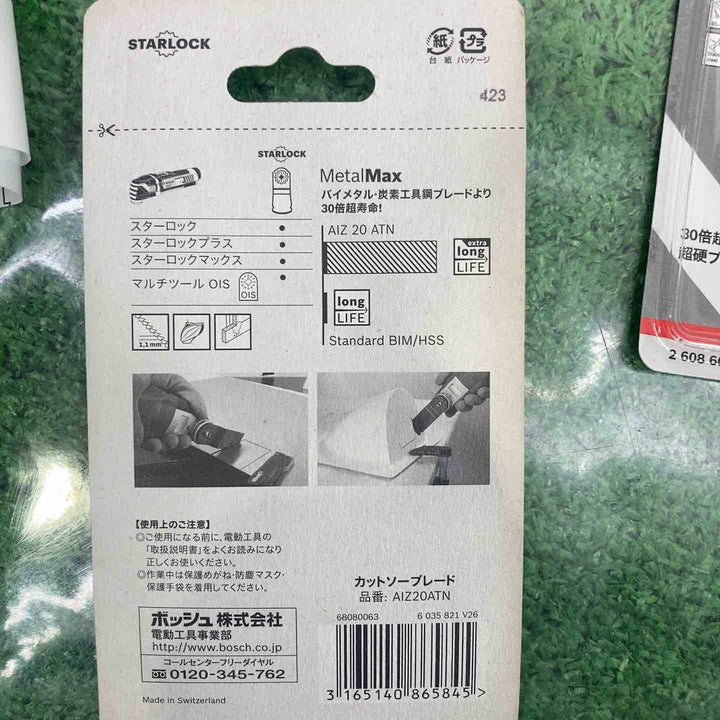 STARLOCK
紙 プラ
台紙 パッケージ
423
STARLOCK
MetalMax
バイメタル・炭素工具鋼ブレードより
30倍超寿命!
スターロック
スターロックプラス
スターロックマックス
マルチツール OIS
OIS
AIZ 20 ATN
extra
long
LIFE
long
LIFE
Standard BIM/HSS
1,1 mm
【使用上のご注意】
◎ご使用になる前に、電動工具の
「取扱説明書」をよくお読みになり
正しくお使いください。
◎作業中は保護めがね・防塵マスク・
保護手袋を着用してください。
ボッシュ株式会社
電動工具事業部
http://www.bosch.co.jp
コールセンターフリーダイヤル
0120-345-762
Made in Switzerland
カットソーブレード
品番: AIZ20ATN
68080063 6 035 821 V26
3 165140 865845 >
30倍超
超硬ブ
2 608 6